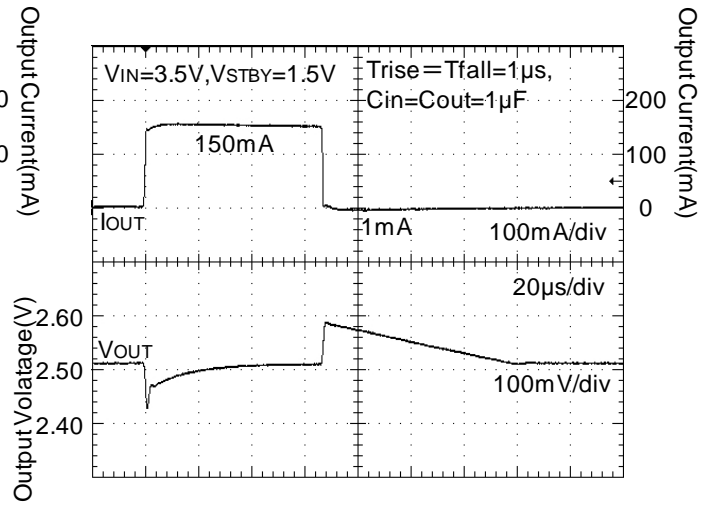 Output Current(mA)
0
0
VIN=3.5V,VSTBY=1.5V
Trise＝Tfall=1µs,
Cin=Cout=1µF
150mA
IOUT
1mA
100mA/div
200
100
0
Output Current(mA)
20µs/div
Output Volatage(V)
2.60
2.50
2.40
VOUT
100mV/div